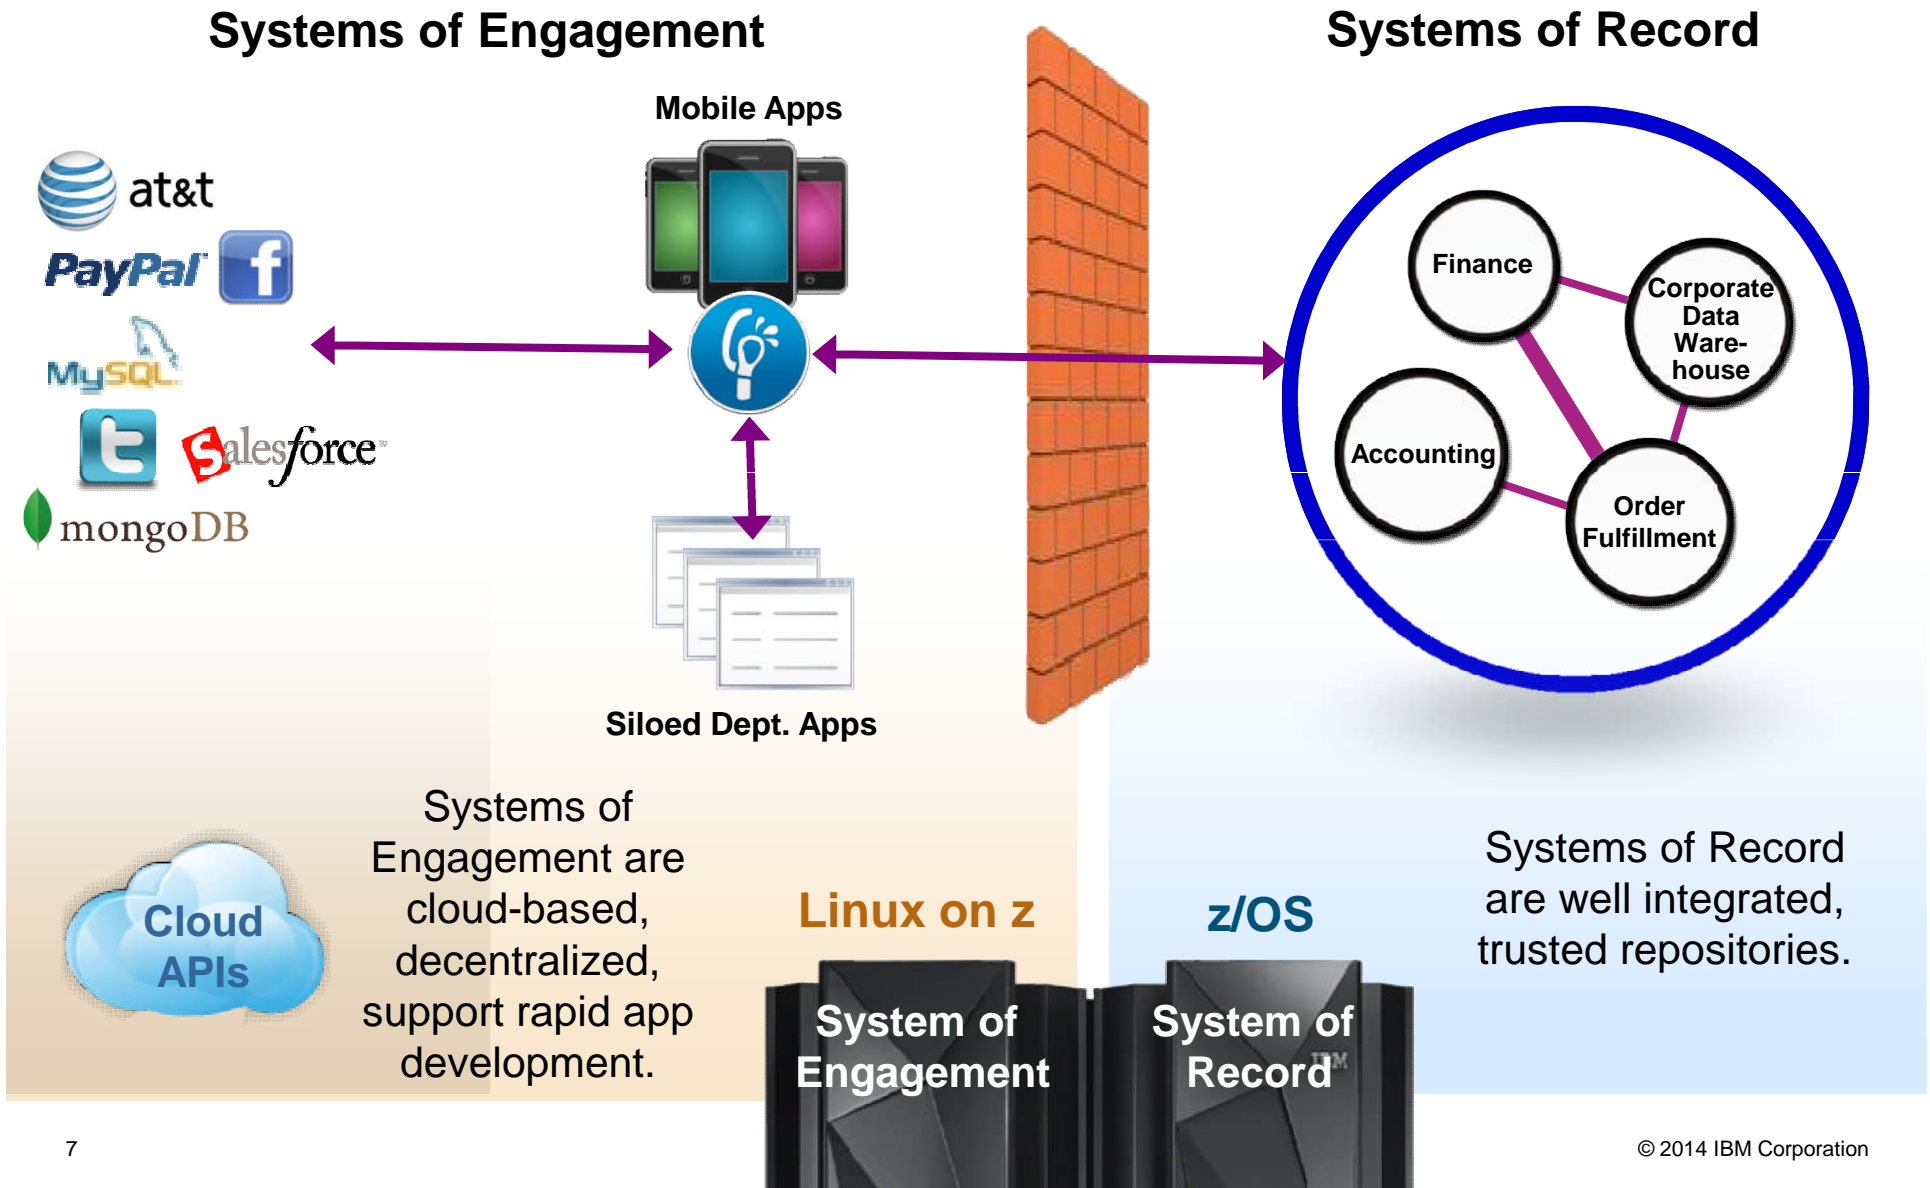 Systems of Engagement
Systems of Record
Mobile Apps
at&t
PayPal
f
MySQL
t
salesforce
mongoDB
Finance
Corporate
Data
Ware-
house
Accounting
Order
Fulfillment
Siloed Dept. Apps
Cloud
APIs
Systems of
Engagement are
cloud-based,
decentralized,
support rapid app
development.
Linux on z
z/OS
Systems of Record
are well integrated,
trusted repositories.
System of
Engagement
System of
Record
IBM
7
© 2014 IBM Corporation